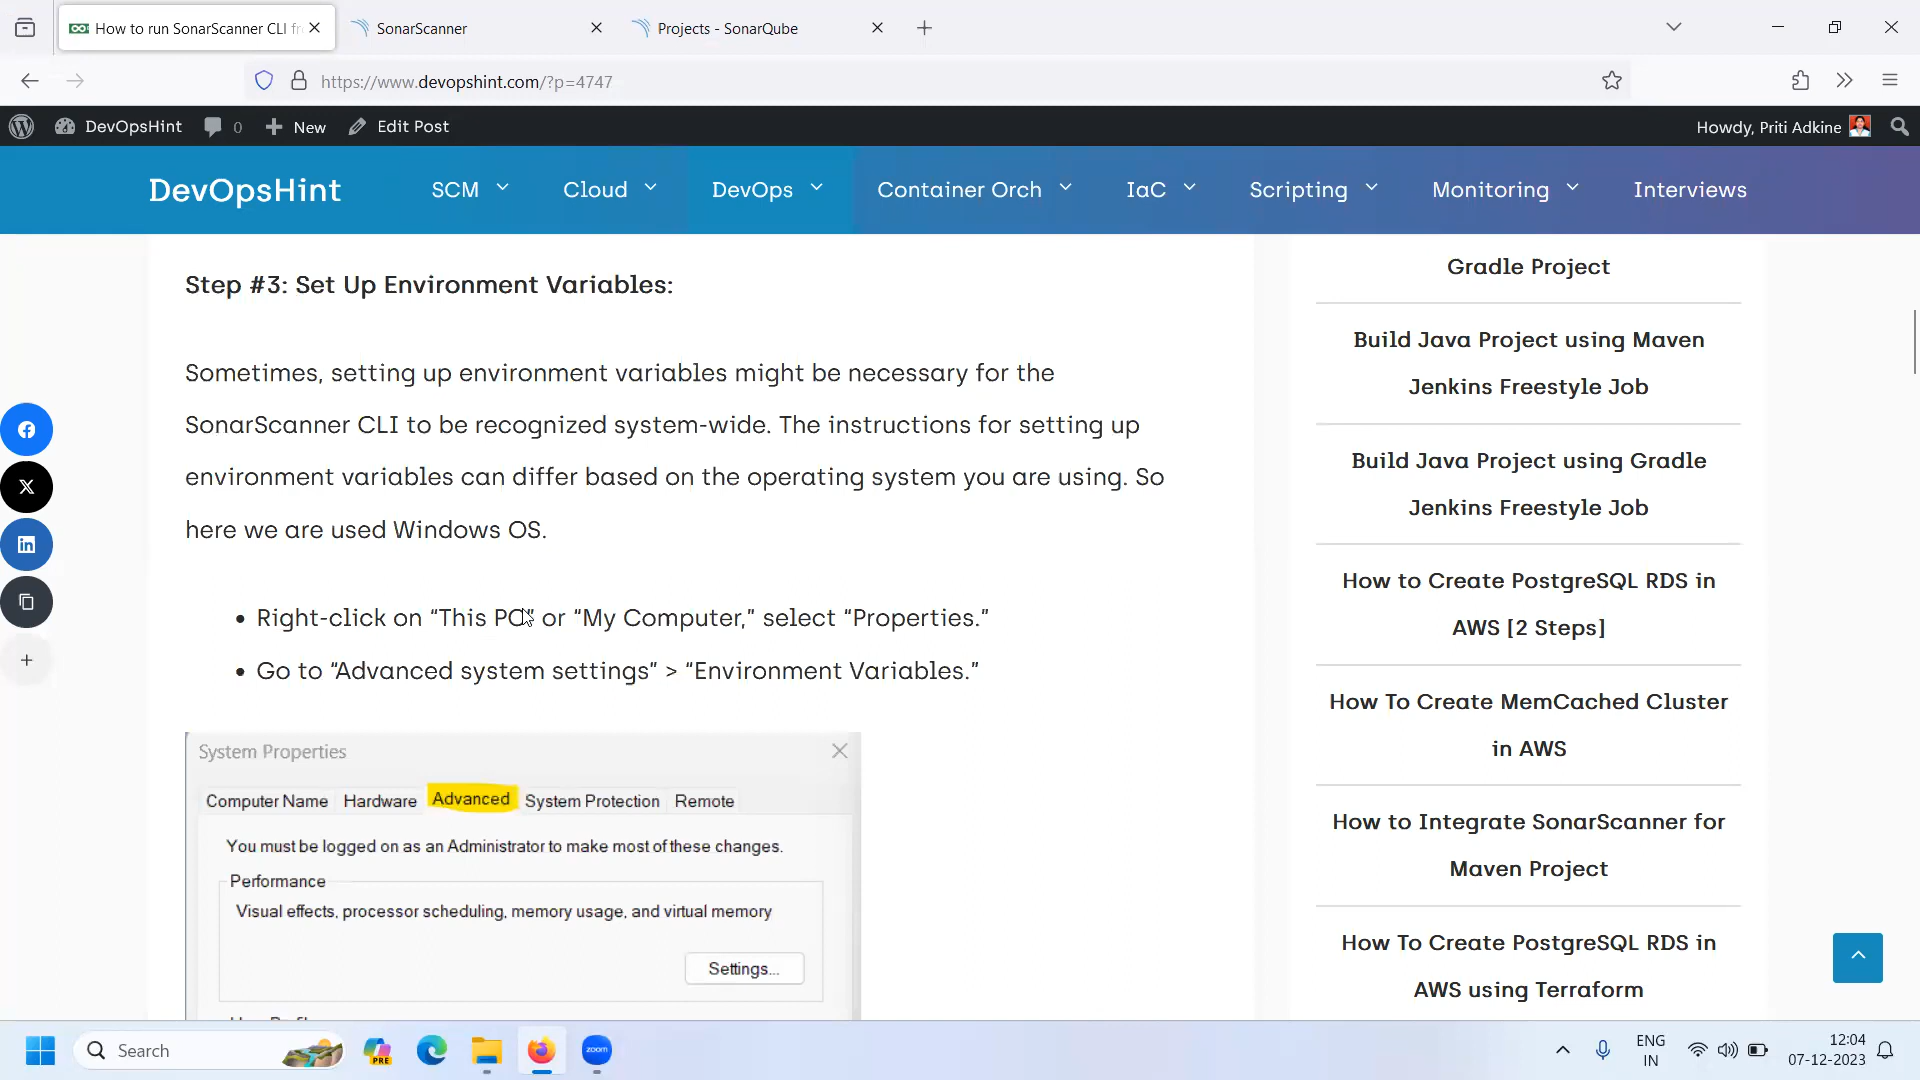 How to run SonarScanner CLI fr
SonarScanner
Projects - SonarQube
https://www.devopshint.com/?p=4747
DevOpsHint
0
New
Edit Post
Howdy, Priti Adkine
DevOpsHint
SCM
Cloud
DevOps
Container Orch
IaC
Scripting
Monitoring
Interviews
Step #3: Set Up Environment Variables:
Sometimes, setting up environment variables might be necessary for the
SonarScanner CLI to be recognized system-wide. The instructions for setting up
environment variables can differ based on the operating system you are using. So
here we are used Windows OS.
• Right-click on “This PC” or “My Computer,” select “Properties.”
• Go to “Advanced system settings” > “Environment Variables.”
System Properties
Computer Name
Hardware
Advanced
System Protection
Remote
You must be logged on as an Administrator to make most of these changes.
Performance
Visual effects, processor scheduling, memory usage, and virtual memory
Settings...
Gradle Project
Build Java Project using Maven
Jenkins Freestyle Job
Build Java Project using Gradle
Jenkins Freestyle Job
How to Create PostgreSQL RDS in
AWS [2 Steps]
How To Create MemCached Cluster
in AWS
How to Integrate SonarScanner for
Maven Project
How To Create PostgreSQL RDS in
AWS using Terraform
Search
PRE
zoom
ENG
IN
12:04
07-12-2023